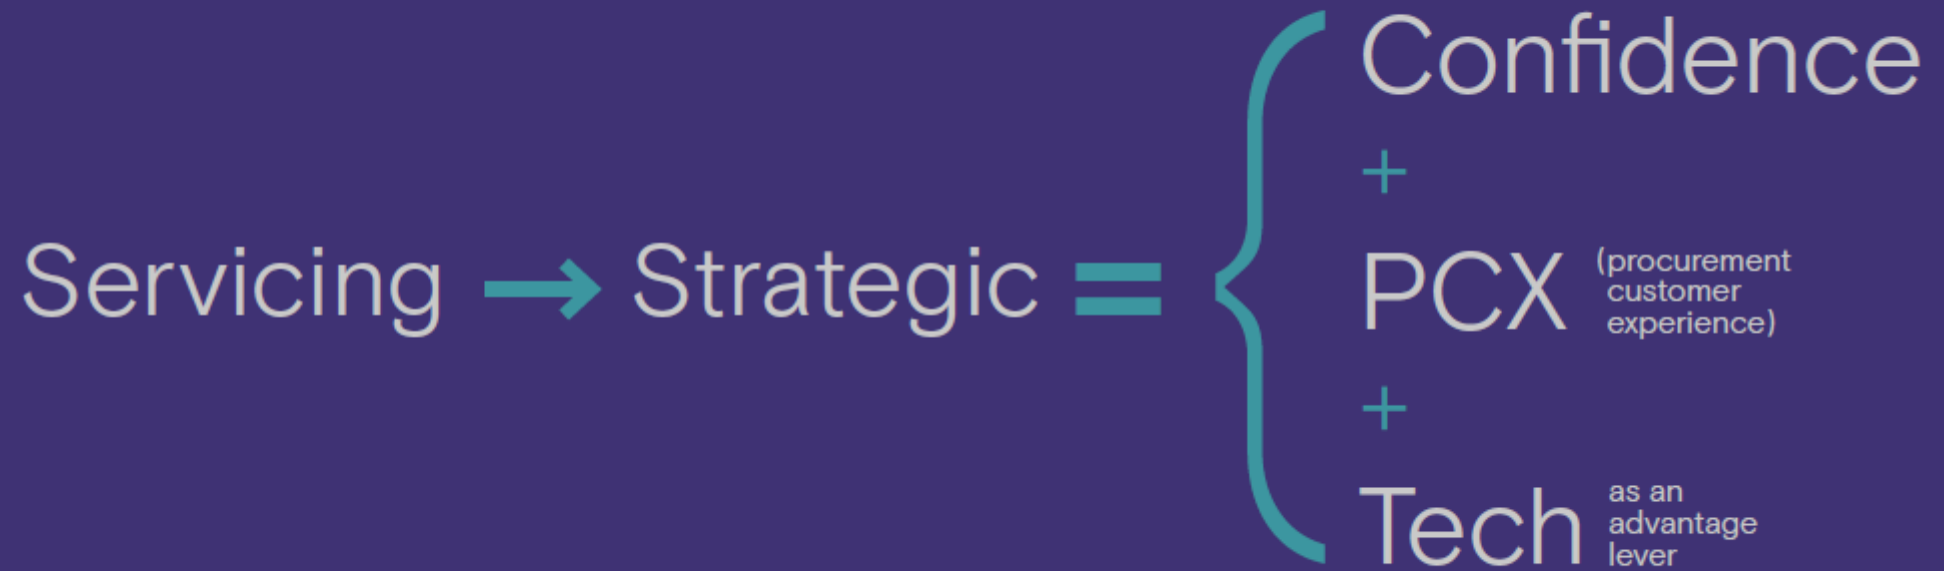 Confidence
+
Servicing → Strategic = { PCX (procurement
customer
experience)
+
Tech as an
advantage
lever